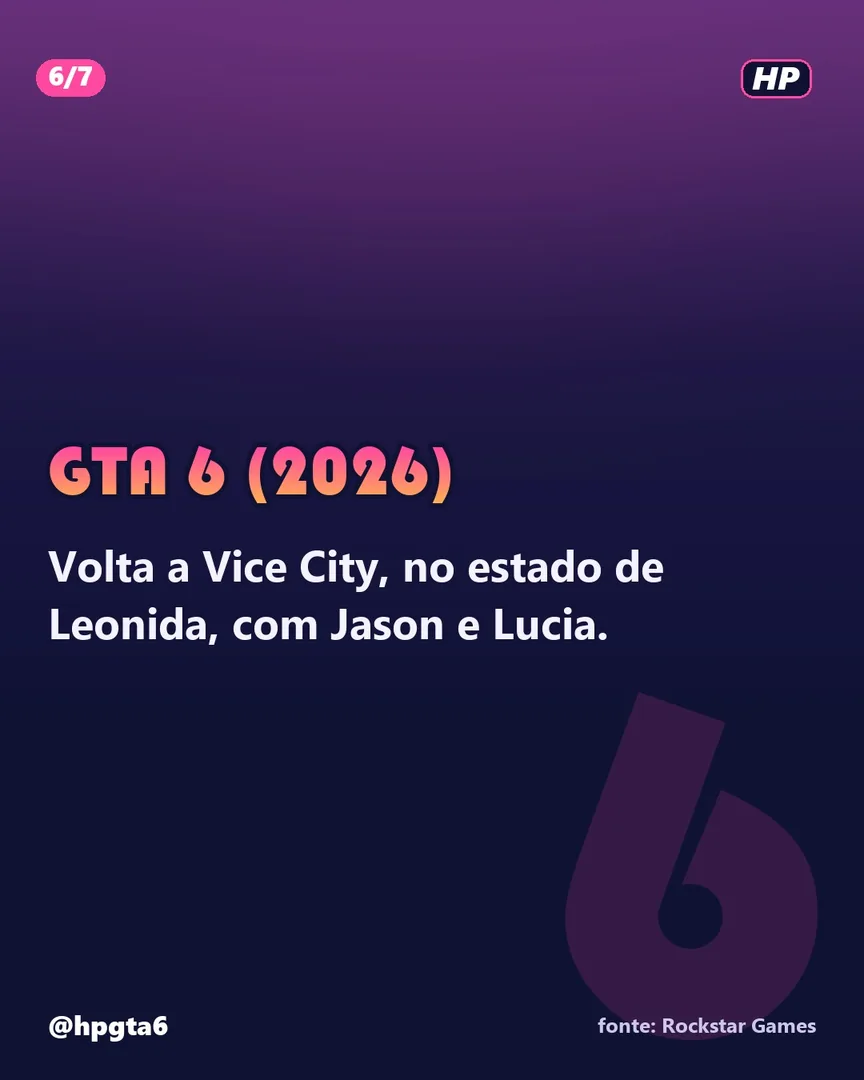 6/7
HP
GTA 6 (2026)
Volta a Vice City, no estado de
Leonida, com Jason e Lucia.
6
@hpgta6
fonte: Rockstar Games